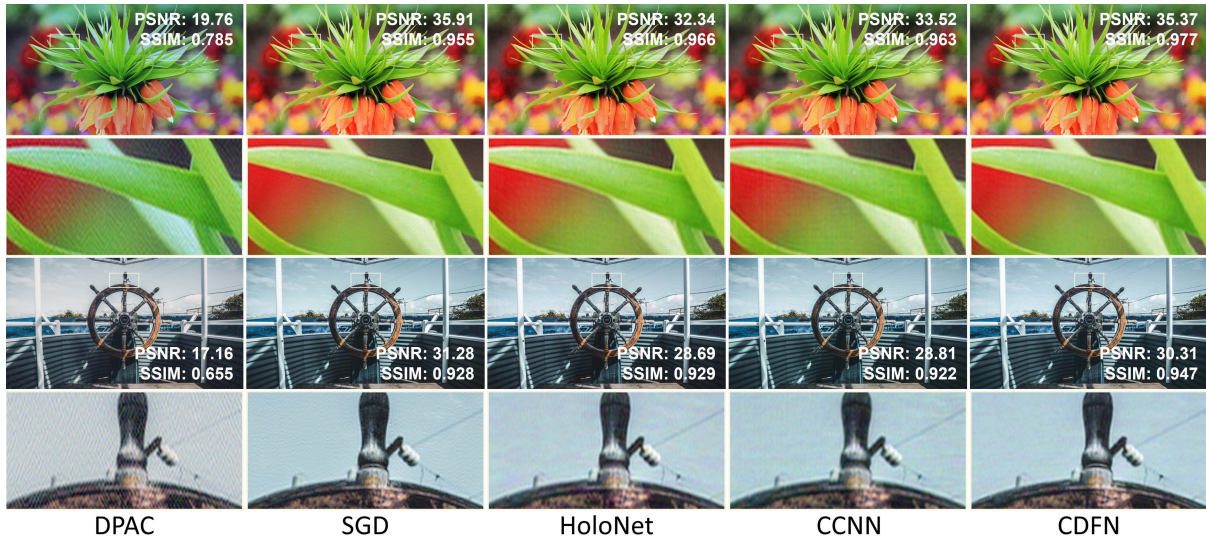 PSNR: 19.76
SSIM: 0.785
PSNR: 35.91
SSIM: 0.955
PSNR: 32.34
SSIM: 0.966
PSNR: 33.52
SSIM: 0.963
PSNR: 35.37
SSIM: 0.977
PSNR: 17.16
SSIM: 0.655
PSNR: 31.28
SSIM: 0.928
PSNR: 28.69
SSIM: 0.929
PSNR: 28.81
SSIM: 0.922
PSNR: 30.31
SSIM: 0.947
DPAC
SGD
HoloNet
CCNN
CDFN